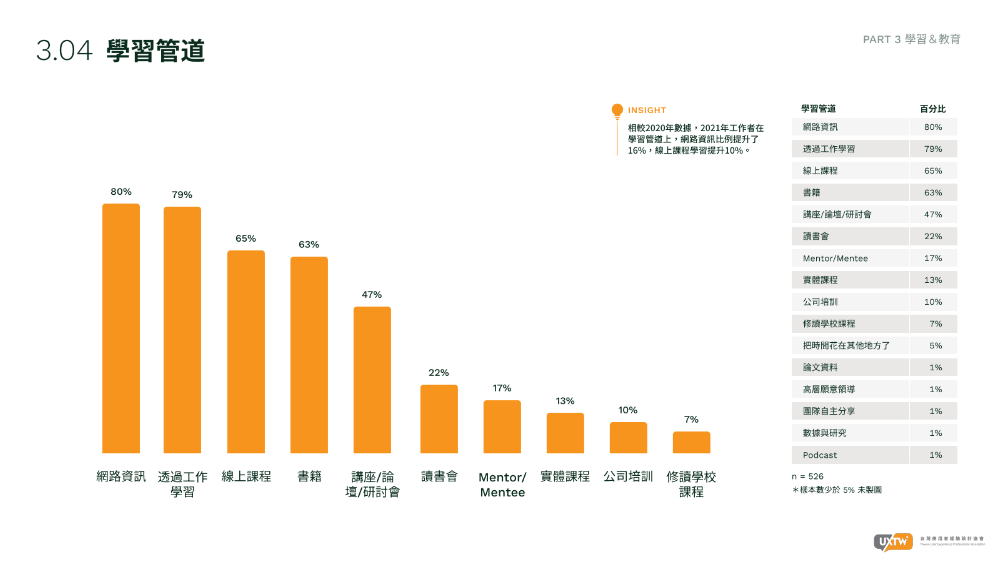 3.04 學習管道
PART 3 學習&教育
INSIGHT
相較2020年數據，2021年工作者在
學習管道上，網路資訊比例提升了
16%，線上課程學習提升10%。
80%
79%
65%
63%
47%
22%
17%
13%
10%
7%
網路資訊
透過工作
學習
線上課程
書籍
講座/論
壇/研討會
讀書會
Mentor/
Mentee
實體課程
公司培訓
修讀學校
課程
學習管道 百分比
網路資訊 80%
透過工作學習 79%
線上課程 65%
書籍 63%
講座/論壇/研討會 47%
讀書會 22%
Mentor/Mentee 17%
實體課程 13%
公司培訓 10%
修讀學校課程 7%
把時間花在其他地方了 5%
論文資料 1%
高層願意領導 1%
團隊自主分享 1%
數據與研究 1%
Podcast 1%
n = 526
＊樣本數少於 5% 未製圖
UXTW
台灣使用者經驗設計協會